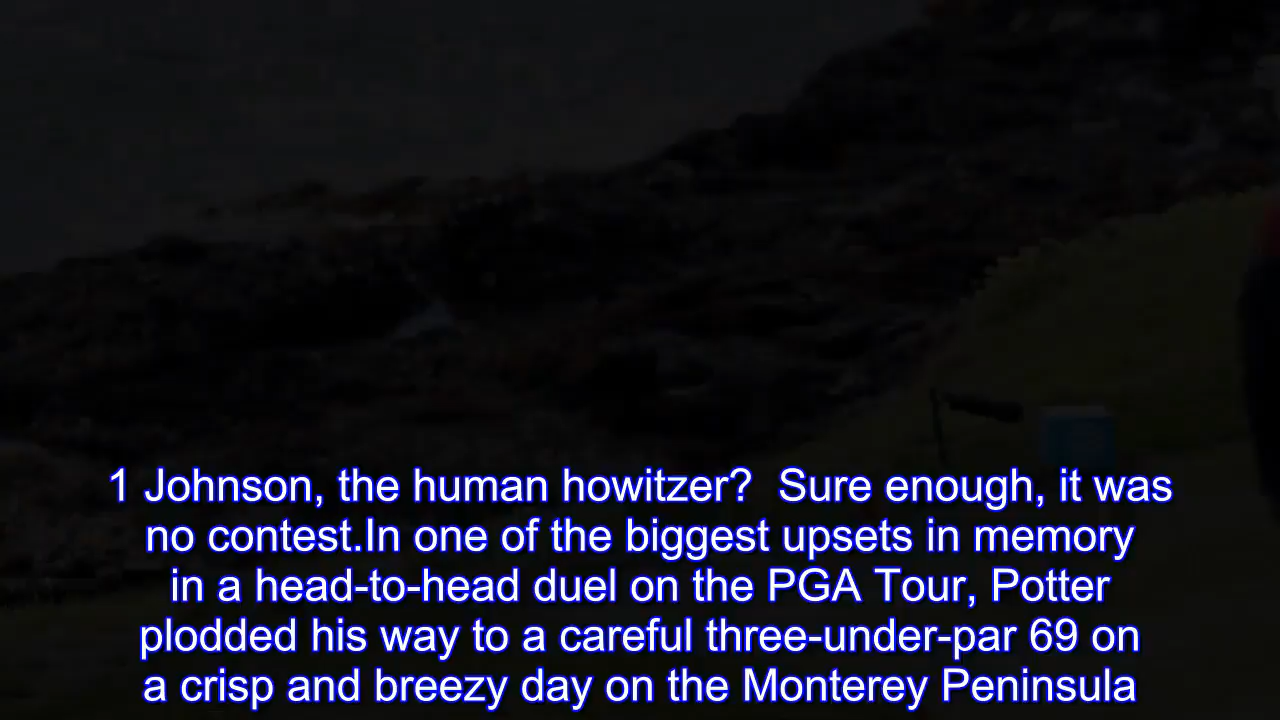 1 Johnson, the human howitzer?  Sure enough, it was
no contest.In one of the biggest upsets in memory
in a head-to-head duel on the PGA Tour, Potter
plodded his way to a careful three-under-par 69 on
a crisp and breezy day on the Monterey Peninsula